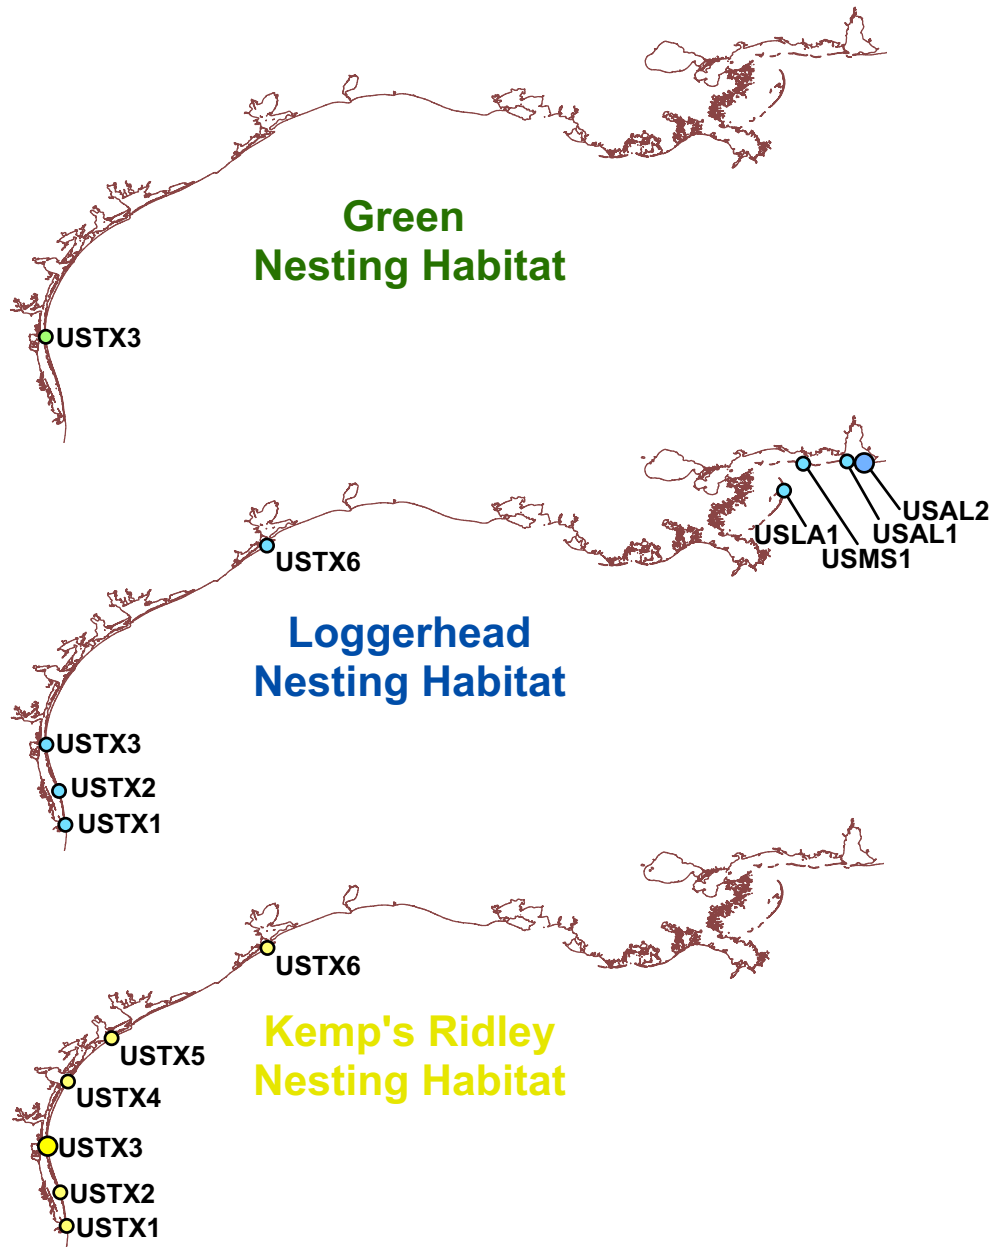 Green
Nesting Habitat
USTX3
USAL2
USLA1
USAL1
USMS1
USTX6
Loggerhead
Nesting Habitat
USTX3
USTX2
USTX1
USTX6
Kemp's Ridley
Nesting Habitat
USTX5
USTX4
USTX3
USTX2
USTX1